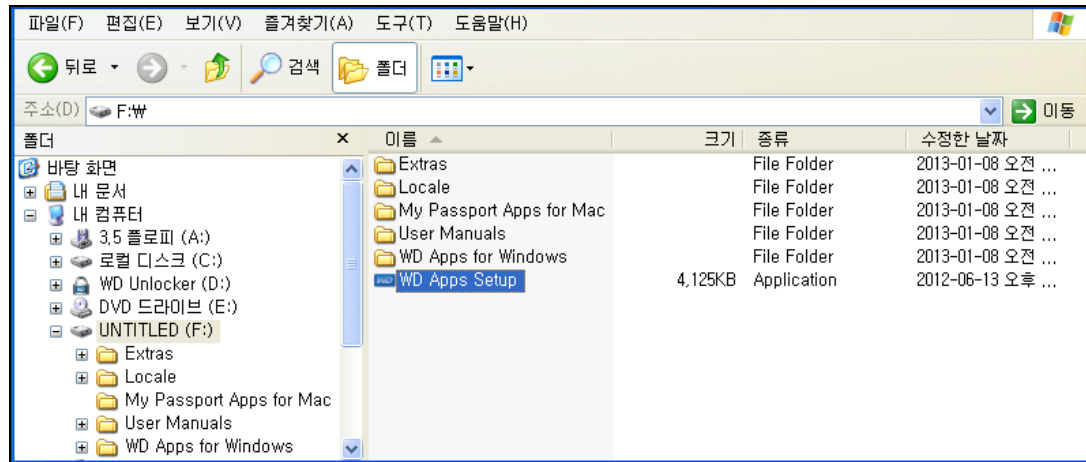 파일(F) 편집(E) 보기(V) 즐겨찾기(A) 도구(T) 도움말(H)
뒤로 검색 폴더
주소(D) F:₩ 이동
폴더 x 이름 크기 종류 수정한 날짜
바탕 화면 Extras File Folder 2013-01-08 오전 ...
내 문서 Locale File Folder 2013-01-08 오전 ...
내 컴퓨터 My Passport Apps for Mac File Folder 2013-01-08 오전 ...
3,5 플로피 (A:) User Manuals File Folder 2013-01-08 오전 ...
로컬 디스크 (C:) WD Apps for Windows File Folder 2013-01-08 오전 ...
WD Unlocker (D:) WD Apps Setup 4,125KB Application 2012-06-13 오후 ...
DVD 드라이브 (E:)
UNTITLED (F:)
Extras
Locale
My Passport Apps for Mac
User Manuals
WD Apps for Windows